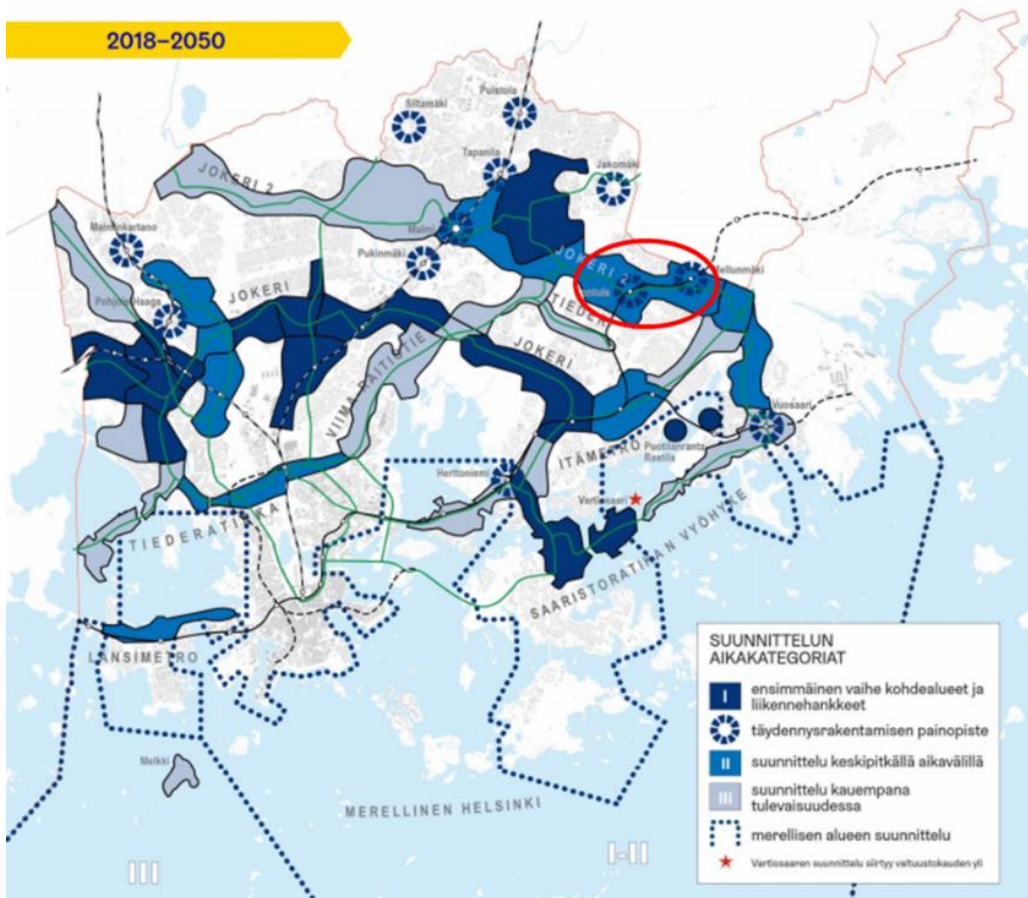 2018–2050
Puistola
Siltamäki
Tapanila
Jakomäki
JOKERI 2
Malmi
Malminkartano
Pukinmäki
JOKERI 2
Mellunmäki
Pohjois-Haaga
JOKERI
TIEDER
JOKERI
VIIMA RAITIOTIE
Vuosaari
ITÄMETRO
Puotilanranta
Rastila
Herttoniemi
Vartiosaari
TIEDERATIKKA
SAARISTORATIKAN VYÖHYKE
LÄNSIMETRO
Melkki
MERELLINEN HELSINKI
III
I-II
SUUNNITTELUN
AIKAKATEGORIAT
I ensimmäinen vaihe kohdealueet ja
liikennehankkeet
täydennysrakentamisen painopiste
II suunnittelu keskipitkällä aikavälillä
III suunnittelu kauempana
tulevaisuudessa
merellisen alueen suunnittelu
Vartiosaaren suunnittelu siirtyy valtuustokauden yli